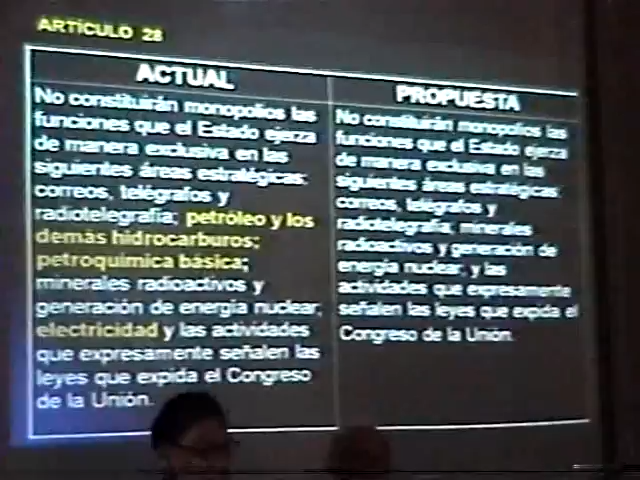 ARTÍCULO 28
ACTUAL
No constituirán monopolios las
funciones que el Estado ejerza
de manera exclusiva en las
siguientes áreas estratégicas:
correos, telégrafos y
radiotelegrafía; petróleo y los
demás hidrocarburos;
petroquímica básica;
minerales radioactivos y
generación de energía nuclear,
electricidad y las actividades
que expresamente señalen las
leyes que expida el Congreso
de la Unión.
PROPUESTA
No constituirán monopolios las
funciones que el Estado ejerza
de manera exclusiva en las
siguientes áreas estratégicas:
correos, telégrafos y
radiotelegrafía; minerales
radioactivos y generación de
energía nuclear, y las
actividades que expresamente
señalen las leyes que expida el
Congreso de la Unión.